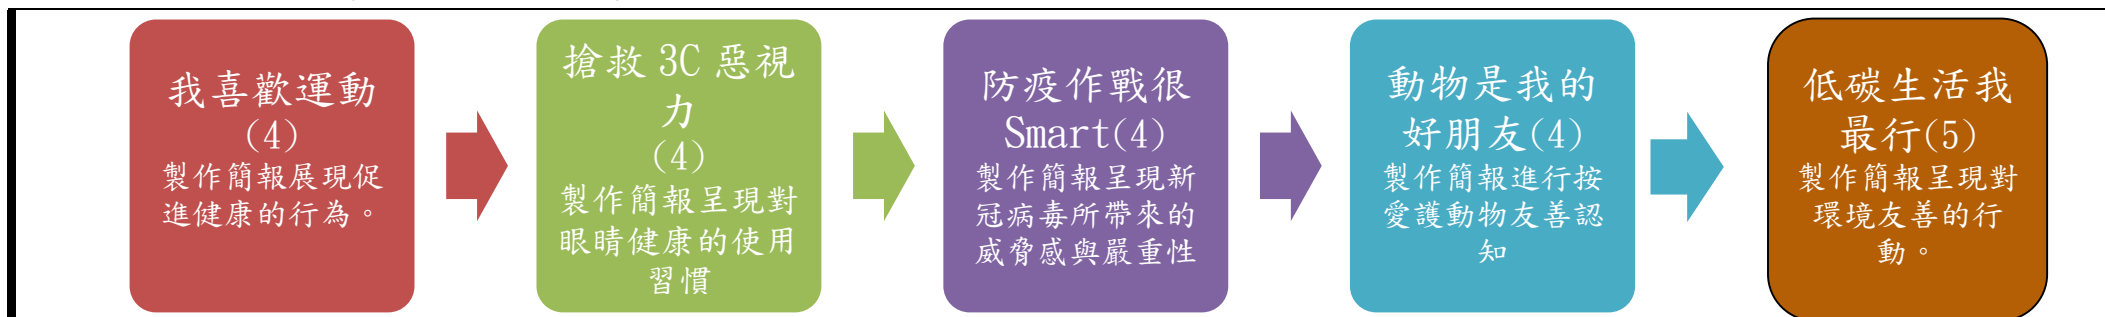 我喜歡運動
(4)
製作簡報展現促
進健康的行為。
搶救 3C 惡視
力
(4)
製作簡報呈現對
眼睛健康的使用
習慣
防疫作戰很
Smart(4)
製作簡報呈現新
冠病毒所帶來的
威脅感與嚴重性
動物是我的
好朋友(4)
製作簡報進行按
愛護動物友善認
知
低碳生活我
最行(5)
製作簡報呈現對
環境友善的行
動。